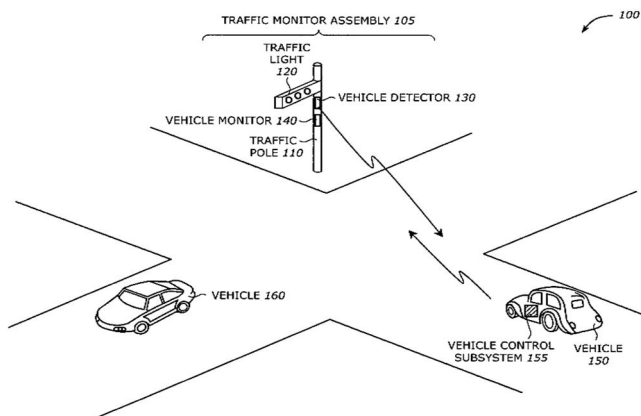 TRAFFIC MONITOR ASSEMBLY 105
100
TRAFFIC
LIGHT
120
VEHICLE DETECTOR 130
VEHICLE MONITOR 140
TRAFFIC
POLE 110
VEHICLE 160
VEHICLE CONTROL
SUBSYSTEM 155
VEHICLE
150